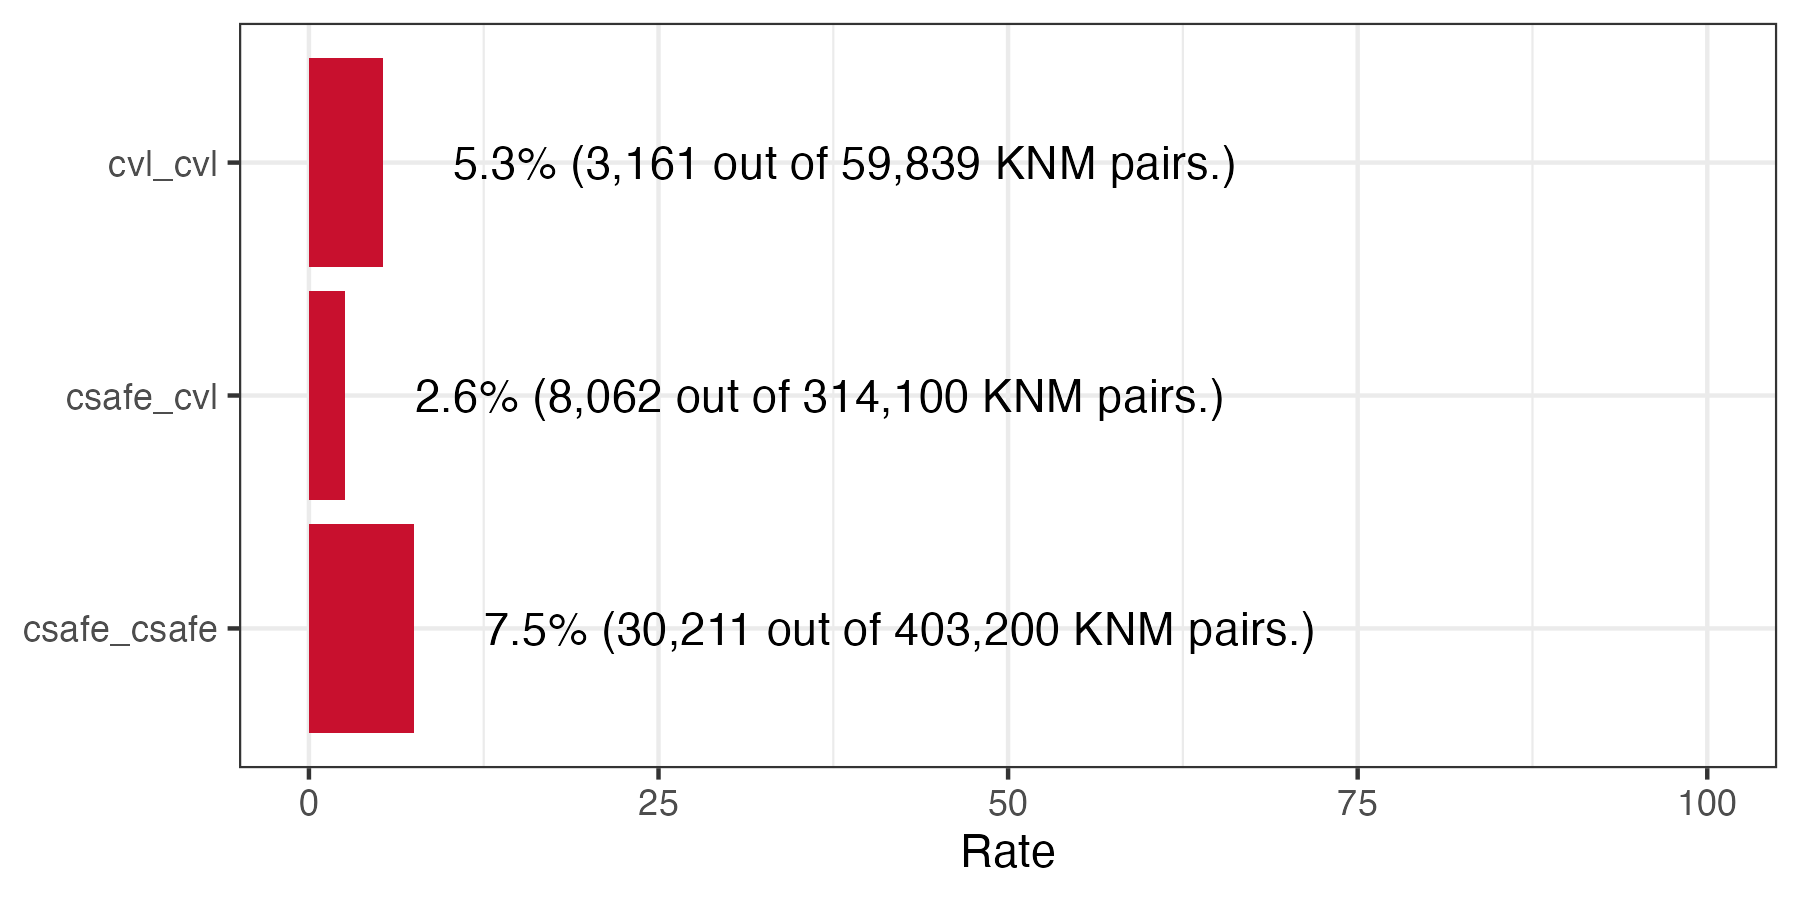 cvl_cvl
5.3% (3,161 out of 59,839 KNM pairs.)
csafe_cvl
2.6% (8,062 out of 314,100 KNM pairs.)
csafe_csafe
7.5% (30,211 out of 403,200 KNM pairs.)
0 25 50 75 100
Rate